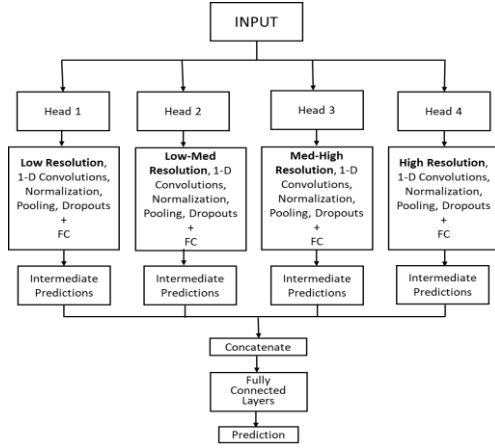 INPUT
Head 1
Head 2
Head 3
Head 4
Low Resolution,
1-D Convolutions,
Normalization,
Pooling, Dropouts
+
FC
Low-Med
Resolution, 1-D
Convolutions,
Normalization,
Pooling, Dropouts
+
FC
Med-High
Resolution, 1-D
Convolutions,
Normalization,
Pooling, Dropouts
+
FC
High Resolution,
1-D Convolutions,
Normalization,
Pooling, Dropouts
+
FC
Intermediate
Predictions
Intermediate
Predictions
Intermediate
Predictions
Intermediate
Predictions
Concatenate
Fully
Connected
Layers
Prediction